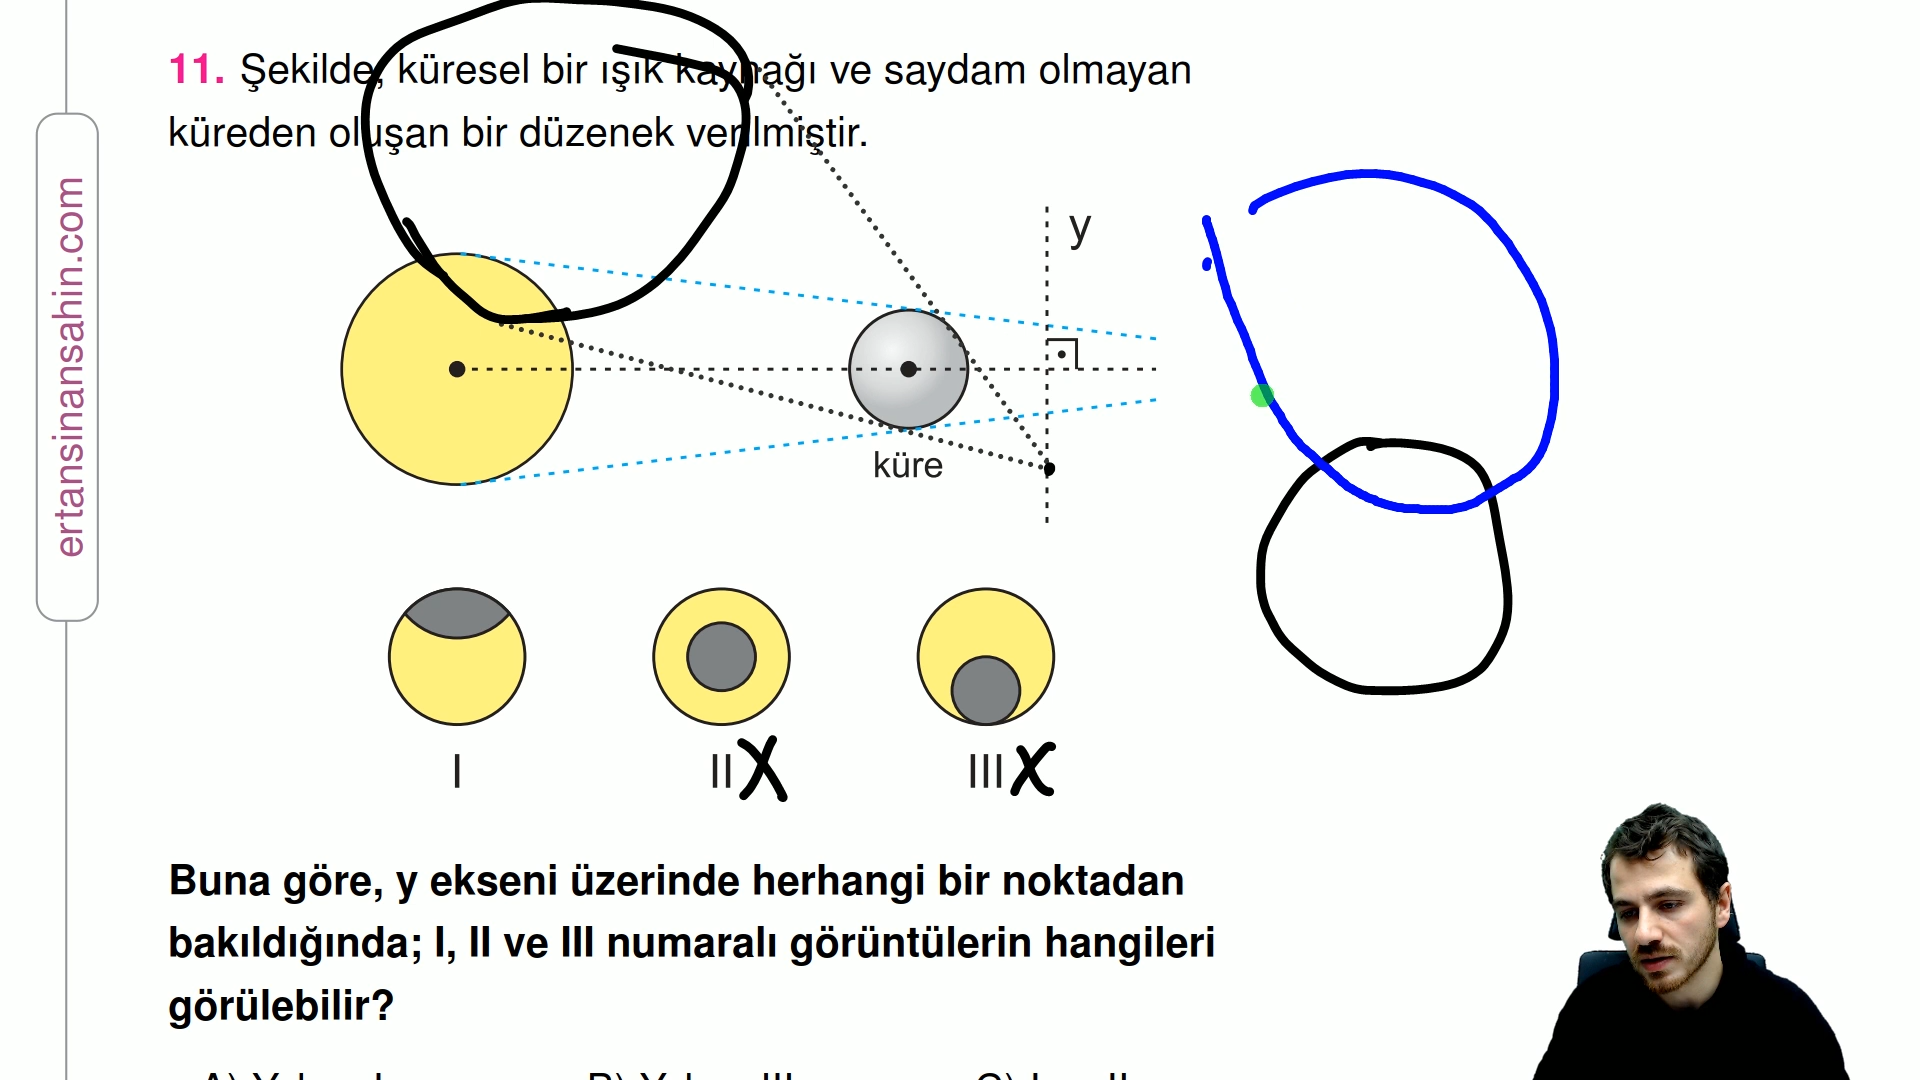 11. Şekilde, küresel bir ışık kaynağı ve saydam olmayan
küreden oluşan bir düzenek verilmiştir.
ertansinansahin.com
y
küre
I
II X
III X
Buna göre, y ekseni üzerinde herhangi bir noktadan
bakıldığında; I, II ve III numaralı görüntülerin hangileri
görülebilir?